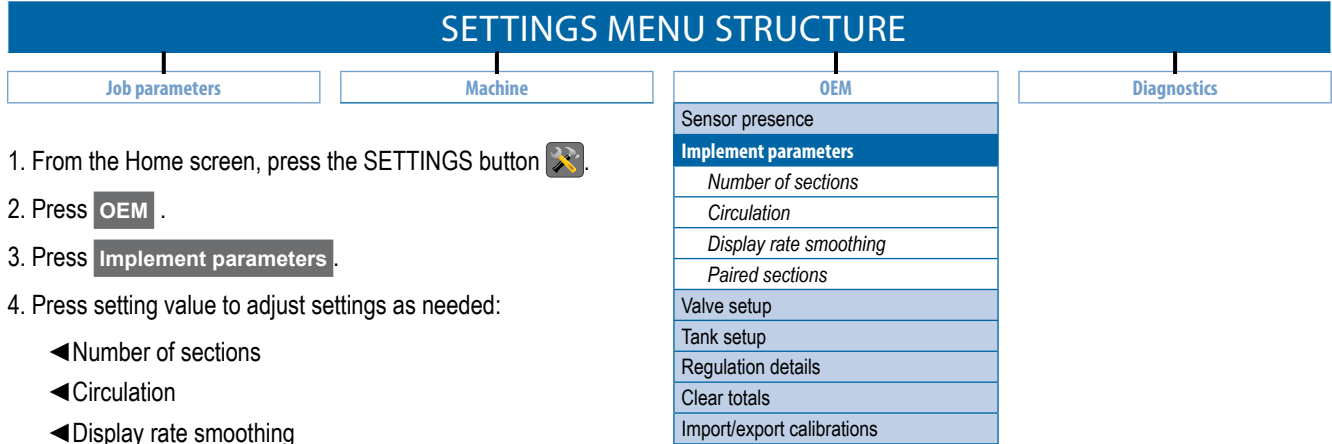 SETTINGS MENU STRUCTURE
Job parameters
Machine
OEM
Diagnostics
1. From the Home screen, press the SETTINGS button .
2. Press OEM .
3. Press Implement parameters .
4. Press setting value to adjust settings as needed:
◄Number of sections
◄Circulation
◄Display rate smoothing
Sensor presence
Implement parameters
Number of sections
Circulation
Display rate smoothing
Paired sections
Valve setup
Tank setup
Regulation details
Clear totals
Import/export calibrations